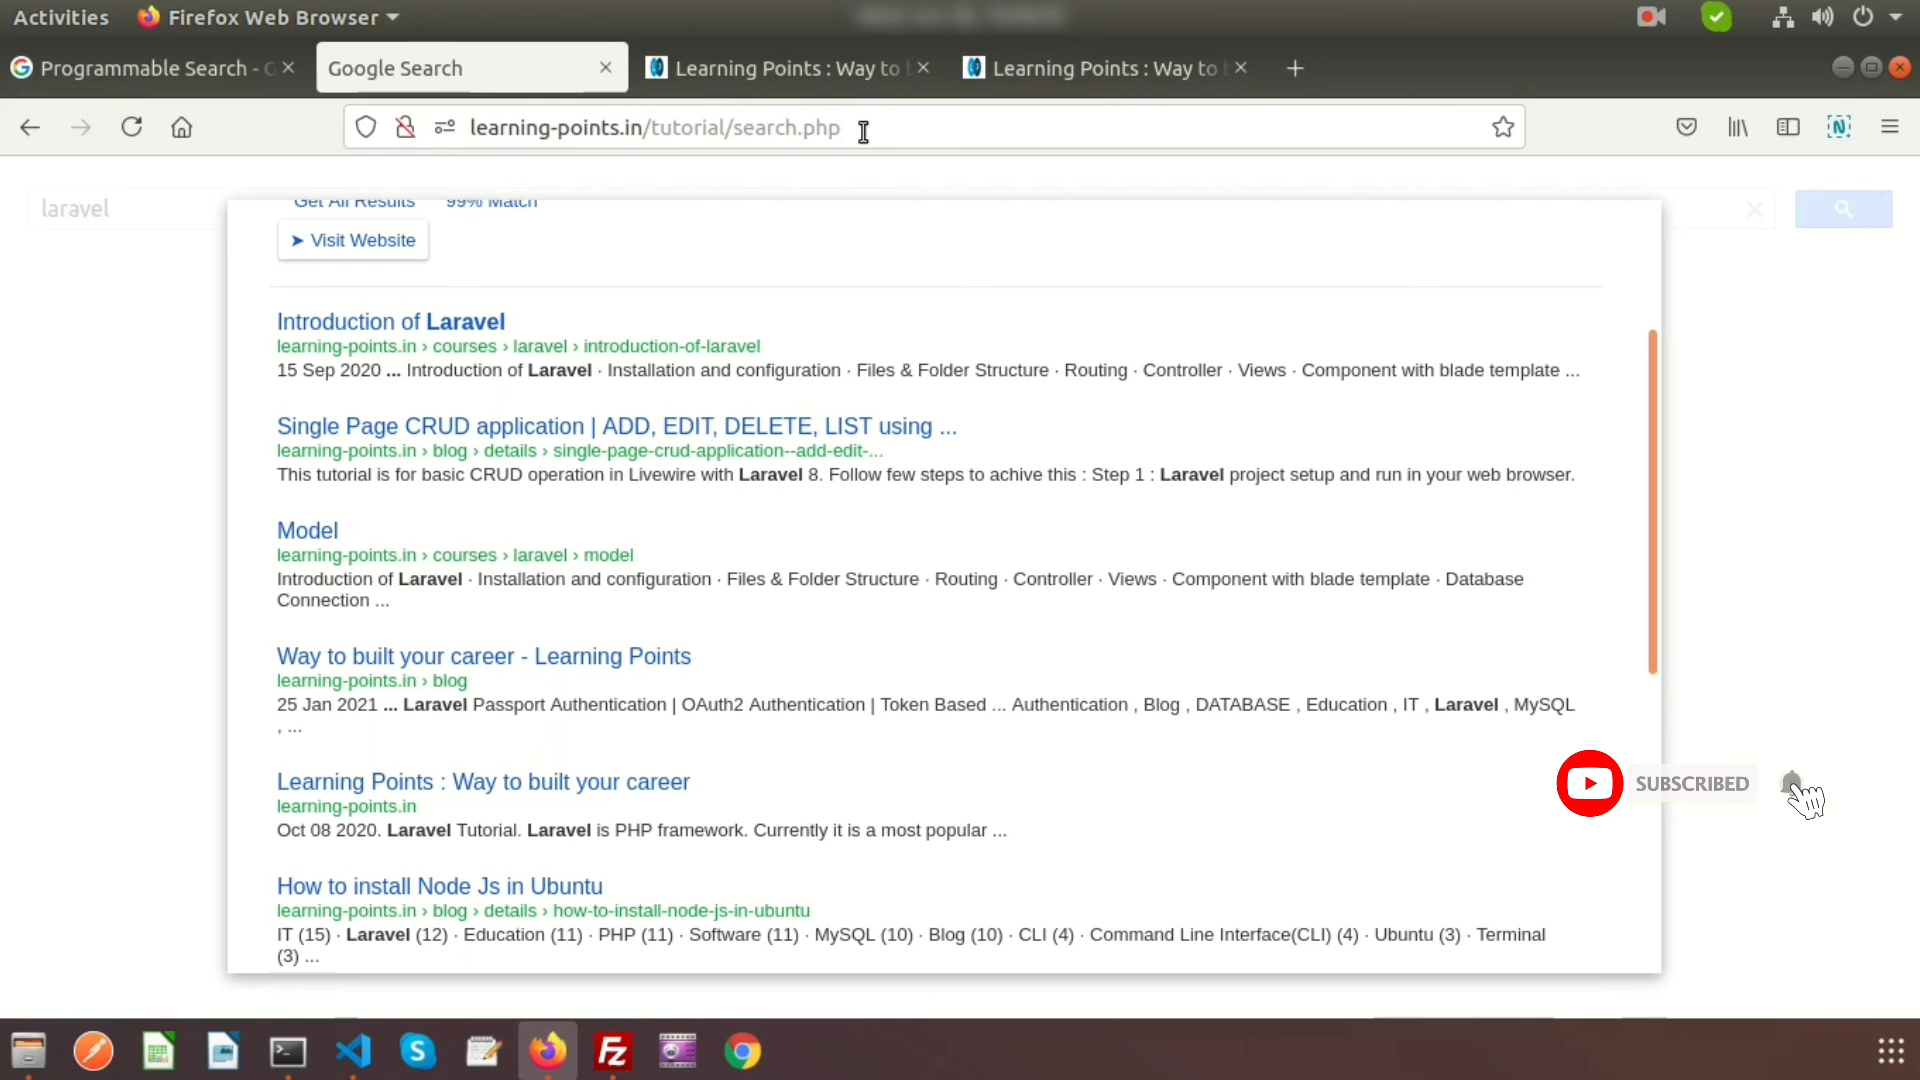 Activities
Firefox Web Browser
Programmable Search - G
Google Search
Learning Points : Way to b
Learning Points : Way to b
learning-points.in/tutorial/search.php
laravel
Get All Results
99% Match
➤ Visit Website
Introduction of Laravel
learning-points.in › courses › laravel › introduction-of-laravel
15 Sep 2020 ... Introduction of Laravel · Installation and configuration · Files & Folder Structure · Routing · Controller · Views · Component with blade template ...
Single Page CRUD application | ADD, EDIT, DELETE, LIST using ...
learning-points.in › blog › details › single-page-crud-application--add-edit-...
This tutorial is for basic CRUD operation in Livewire with Laravel 8. Follow few steps to achive this : Step 1 : Laravel project setup and run in your web browser.
Model
learning-points.in › courses › laravel › model
Introduction of Laravel · Installation and configuration · Files & Folder Structure · Routing · Controller · Views · Component with blade template · Database
Connection ...
Way to built your career - Learning Points
learning-points.in › blog
25 Jan 2021 ... Laravel Passport Authentication | OAuth2 Authentication | Token Based ... Authentication , Blog , DATABASE , Education , IT , Laravel , MySQL
, ...
Learning Points : Way to built your career
learning-points.in
Oct 08 2020. Laravel Tutorial. Laravel is PHP framework. Currently it is a most popular ...
SUBSCRIBED
How to install Node Js in Ubuntu
learning-points.in › blog › details › how-to-install-node-js-in-ubuntu
IT (15) · Laravel (12) · Education (11) · PHP (11) · Software (11) · MySQL (10) · Blog (10) · CLI (4) · Command Line Interface(CLI) (4) · Ubuntu (3) · Terminal
(3) ...